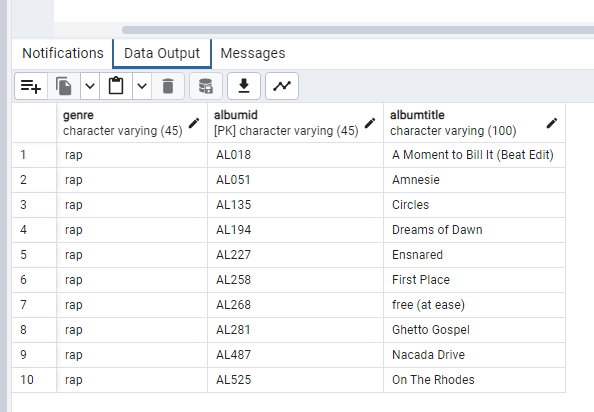 Notifications Data Output Messages
genre albumid albumtitle
character varying (45) [PK] character varying (45) character varying (100)
1 rap AL018 A Moment to Bill It (Beat Edit)
2 rap AL051 Amnesie
3 rap AL135 Circles
4 rap AL194 Dreams of Dawn
5 rap AL227 Ensnared
6 rap AL258 First Place
7 rap AL268 free (at ease)
8 rap AL281 Ghetto Gospel
9 rap AL487 Nacada Drive
10 rap AL525 On The Rhodes